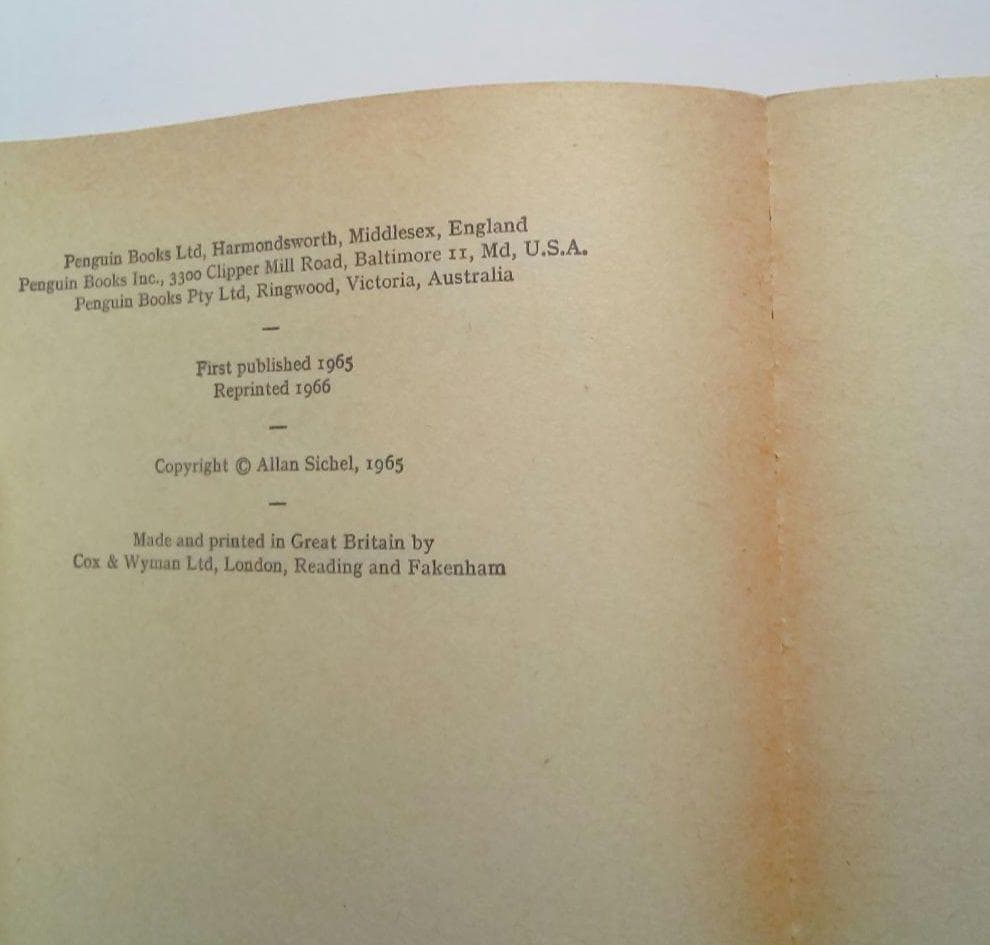 Penguin Books Ltd, Harmondsworth, Middlesex, England
Penguin Books Inc., 3300 Clipper Mill Road, Baltimore 11, Md, U.S.A.
Penguin Books Pty Ltd, Ringwood, Victoria, Australia
—
First published 1965
Reprinted 1966
—
Copyright © Allan Sichel, 1965
—
Made and printed in Great Britain by
Cox & Wyman Ltd, London, Reading and Fakenham